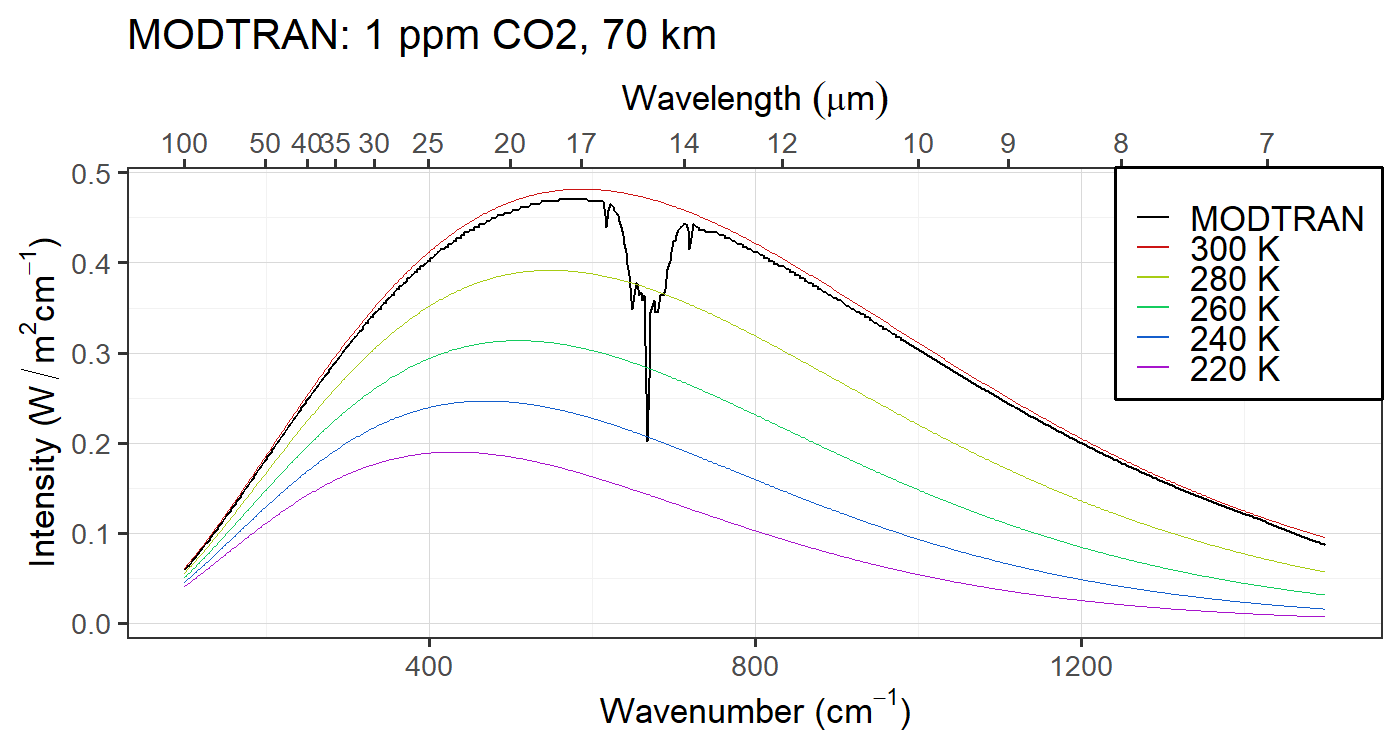 MODTRAN: 1 ppm CO2, 70 km
Wavelength (μm)
100 50 40 35 30 25 20 17 14 12 10 9 8 7
Intensity (W / m²cm⁻¹)
0.5
0.4
0.3
0.2
0.1
0.0
MODTRAN
300 K
280 K
260 K
240 K
220 K
400 800 1200
Wavenumber (cm⁻¹)